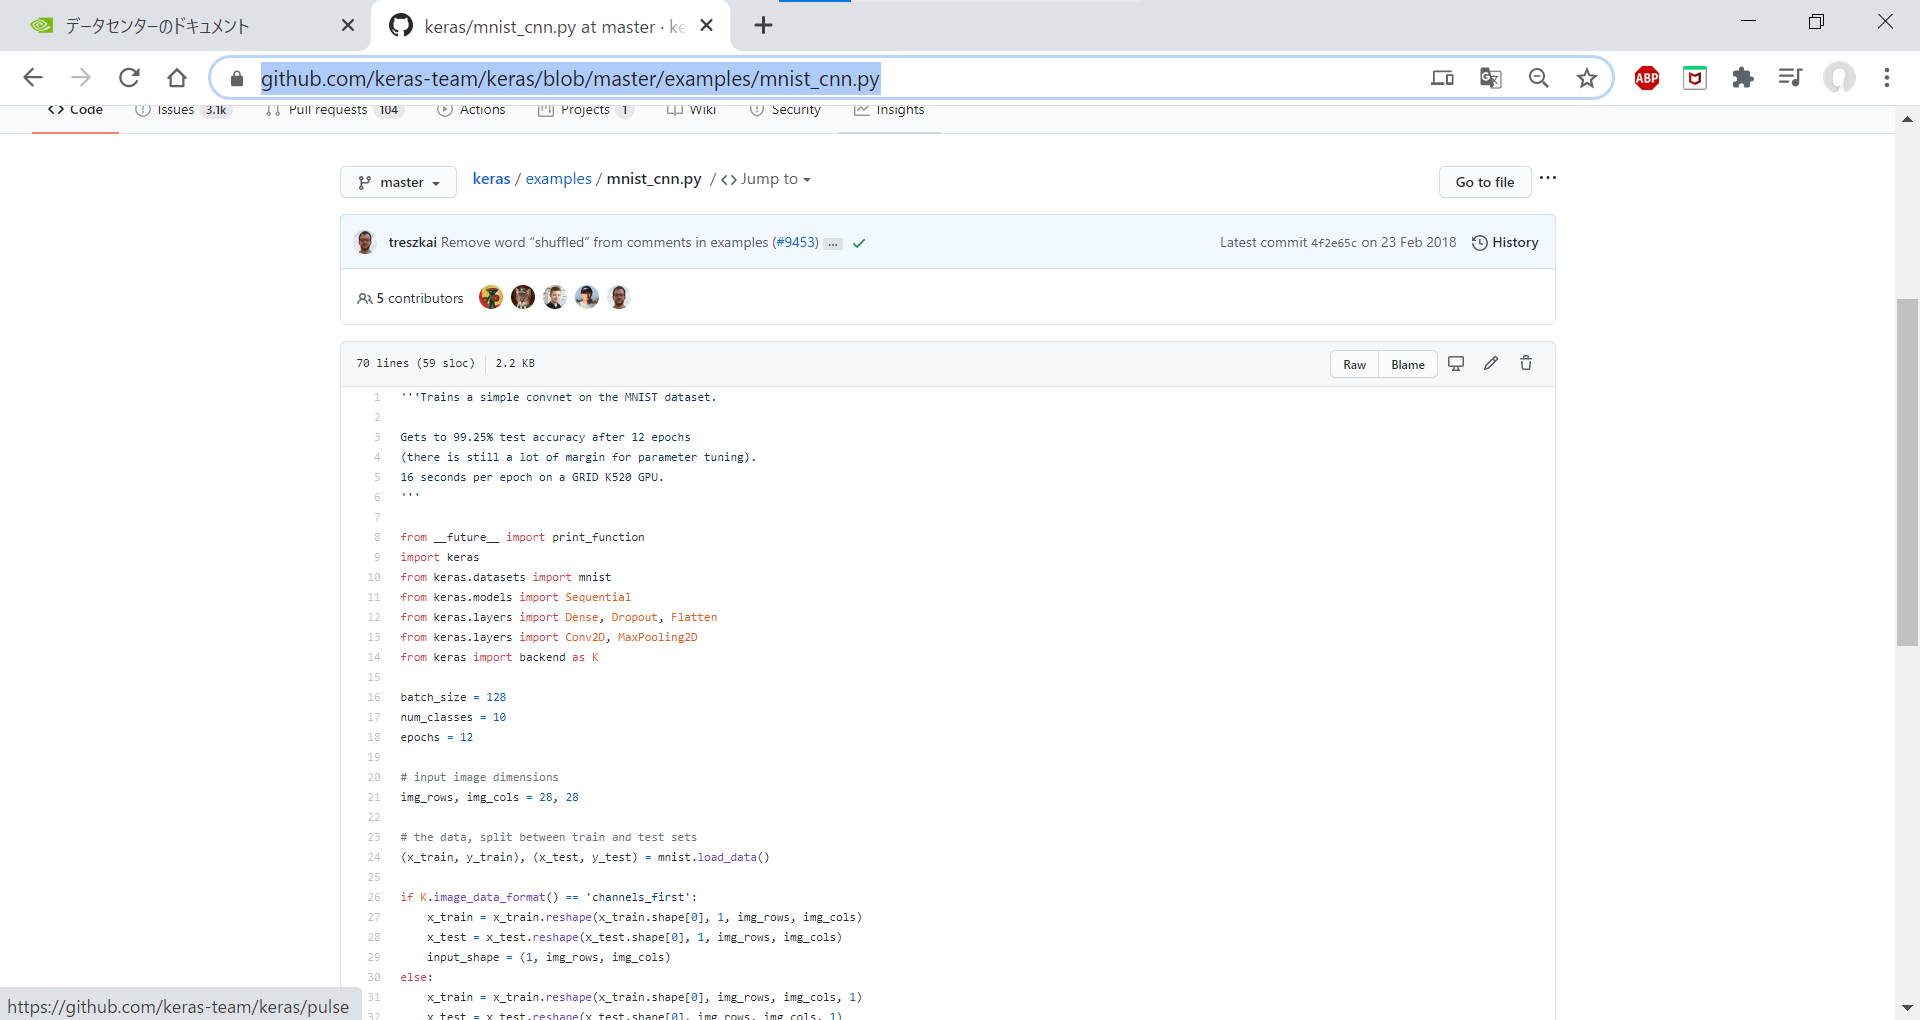 データセンターのドキュメント
keras/mnist_cnn.py at master · ke
github.com/keras-team/keras/blob/master/examples/mnist_cnn.py
ABP
Code Issues 3.1k Pull requests 104 Actions Projects 1 Wiki Security Insights
master keras / examples / mnist_cnn.py / <> Jump to Go to file ...
treszkai Remove word “shuffled” from comments in examples (#9453) ... Latest commit 4f2e65c on 23 Feb 2018 History
5 contributors
70 lines (59 sloc) 2.2 KB Raw Blame
1 '''Trains a simple convnet on the MNIST dataset.
2
3 Gets to 99.25% test accuracy after 12 epochs
4 (there is still a lot of margin for parameter tuning).
5 16 seconds per epoch on a GRID K520 GPU.
6 '''
7
8 from __future__ import print_function
9 import keras
10 from keras.datasets import mnist
11 from keras.models import Sequential
12 from keras.layers import Dense, Dropout, Flatten
13 from keras.layers import Conv2D, MaxPooling2D
14 from keras import backend as K
15
16 batch_size = 128
17 num_classes = 10
18 epochs = 12
19
20 # input image dimensions
21 img_rows, img_cols = 28, 28
22
23 # the data, split between train and test sets
24 (x_train, y_train), (x_test, y_test) = mnist.load_data()
25
26 if K.image_data_format() == 'channels_first':
27 x_train = x_train.reshape(x_train.shape[0], 1, img_rows, img_cols)
28 x_test = x_test.reshape(x_test.shape[0], 1, img_rows, img_cols)
29 input_shape = (1, img_rows, img_cols)
30 else:
31 x_train = x_train.reshape(x_train.shape[0], img_rows, img_cols, 1)
32 x_test = x_test.reshape(x_test.shape[0], img_rows, img_cols, 1)
https://github.com/keras-team/keras/pulse